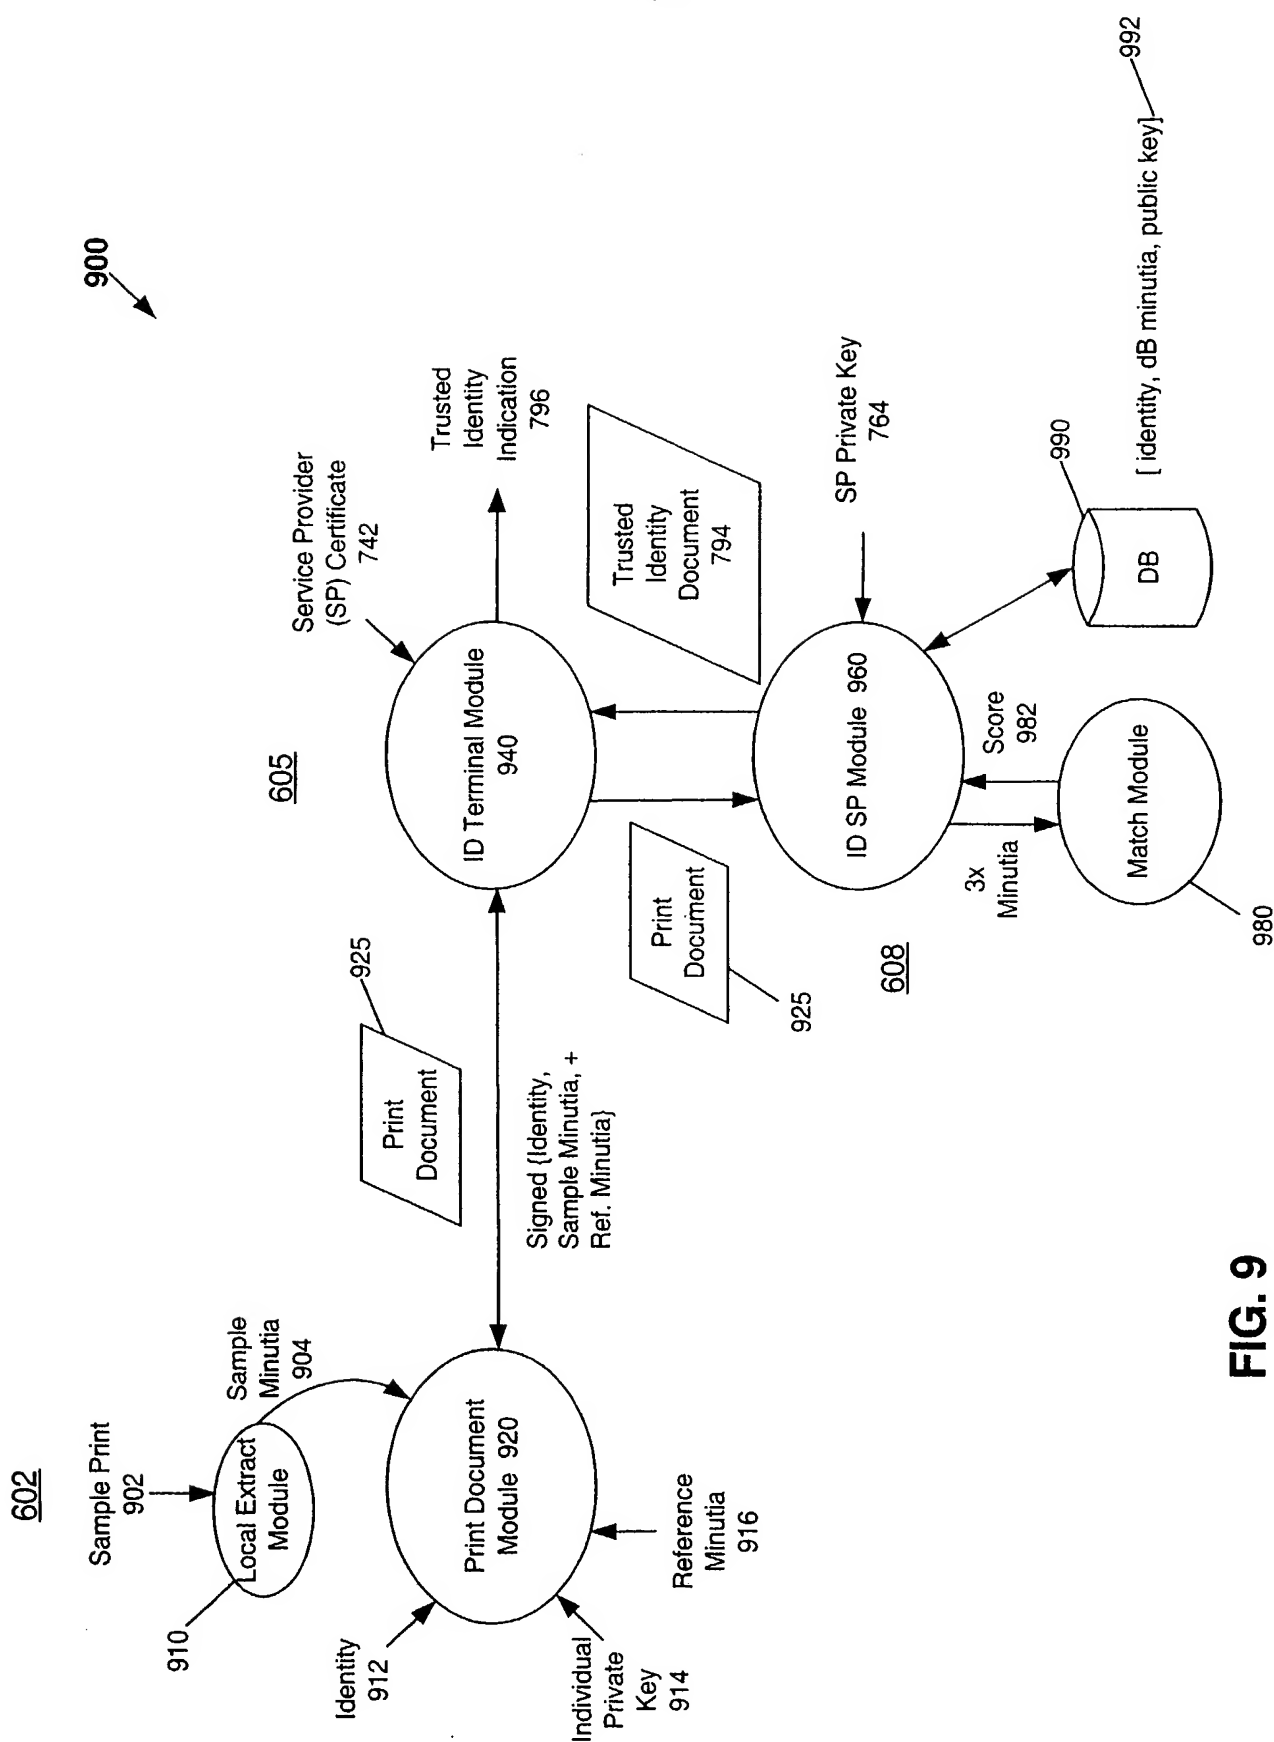 900
602
Sample Print
902
910
Local Extract
Module
Sample
Minutia
904
Identity
912
Individual
Private
Key
914
Print Document
Module 920
Reference
Minutia
916
Print
Document
925
Signed {Identity,
Sample Minutia, +
Ref. Minutia}
605
Service Provider
(SP) Certificate
742
ID Terminal Module
940
Trusted
Identity
Indication
796
Print
Document
925
Trusted
Identity
Document
794
608
ID SP Module 960
SP Private Key
764
3x
Minutia
Score
982
Match Module
980
DB
990
[ identity, dB minutia, public key]
992
FIG. 9